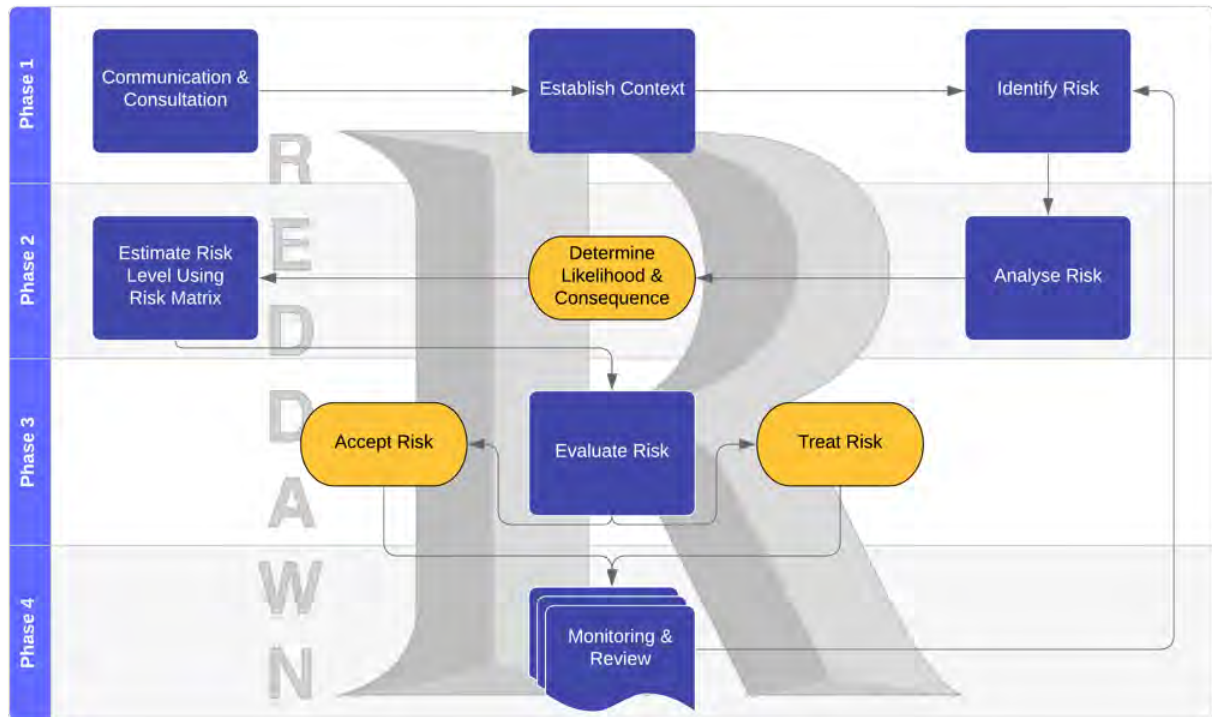 Phase 1
Communication &
Consultation
Establish Context
Identify Risk
Phase 2
Estimate Risk
Level Using
Risk Matrix
Determine
Likelihood &
Consequence
Analyse Risk
Phase 3
Accept Risk
Evaluate Risk
Treat Risk
Phase 4
Monitoring &
Review
REDDAWN
R